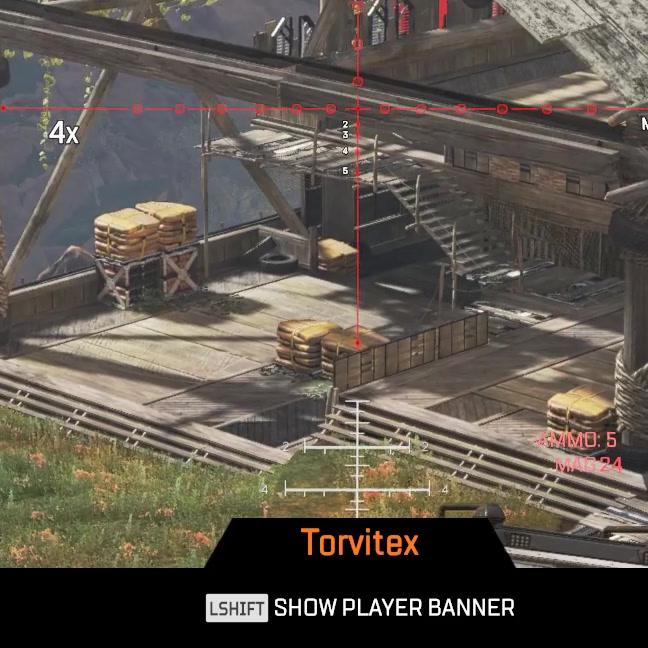 4x
M
2
3
4
5
2 2
AMMO: 5
MAG:24
4 4
Torvitex
LSHIFT SHOW PLAYER BANNER